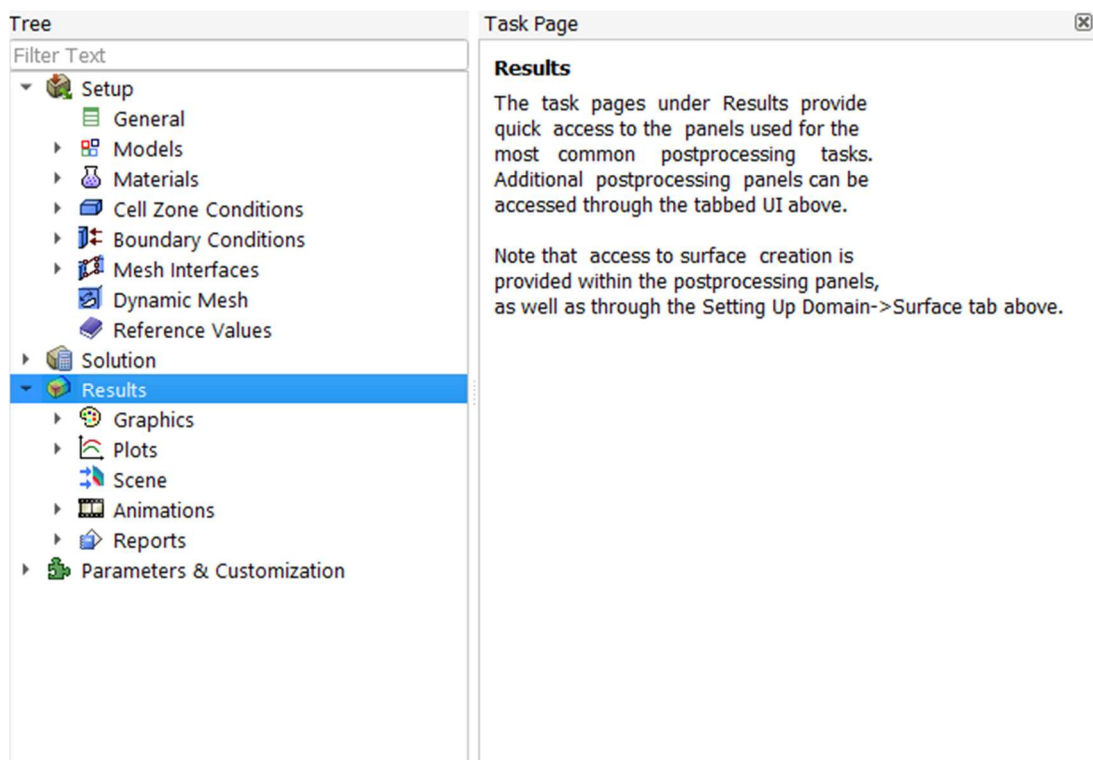 Tree
Filter Text
Setup
General
Models
Materials
Cell Zone Conditions
Boundary Conditions
Mesh Interfaces
Dynamic Mesh
Reference Values
Solution
Results
Graphics
Plots
Scene
Animations
Reports
Parameters & Customization
Task Page
Results
The task pages under Results provide
quick access to the panels used for the
most common postprocessing tasks.
Additional postprocessing panels can be
accessed through the tabbed UI above.
Note that access to surface creation is
provided within the postprocessing panels,
as well as through the Setting Up Domain->Surface tab above.